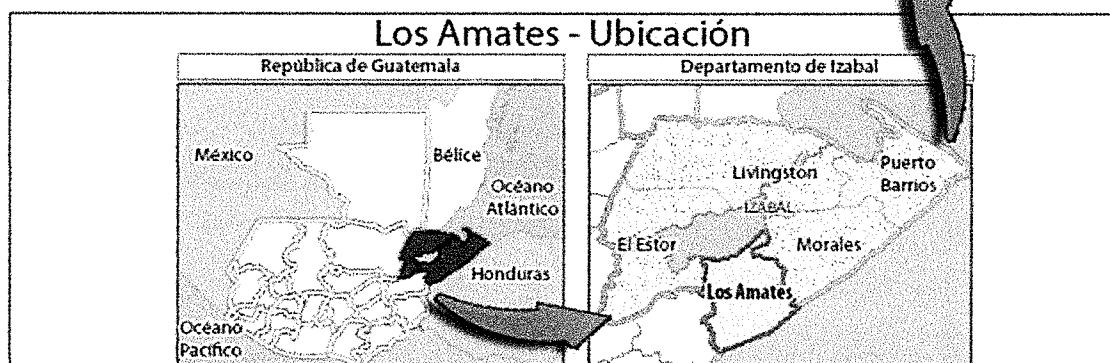 Los Amates - Ubicación
República de Guatemala
Departamento de Izabal
México
Bélice
Océano
Atlántico
Honduras
Océano
Pacífico
Livingston
Puerto
Barrios
IZABAL
El Estor
Morales
Los Amates